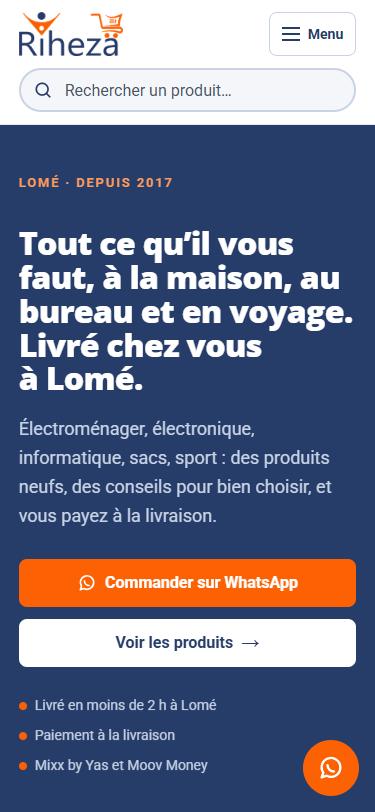 Riheza
Menu
Rechercher un produit...
LOMÉ · DEPUIS 2017
Tout ce qu’il vous
faut, à la maison, au
bureau et en voyage.
Livré chez vous
à Lomé.
Électroménager, électronique,
informatique, sacs, sport : des produits
neufs, des conseils pour bien choisir, et
vous payez à la livraison.
Commander sur WhatsApp
Voir les produits →
Livré en moins de 2 h à Lomé
Paiement à la livraison
Mixx by Yas et Moov Money